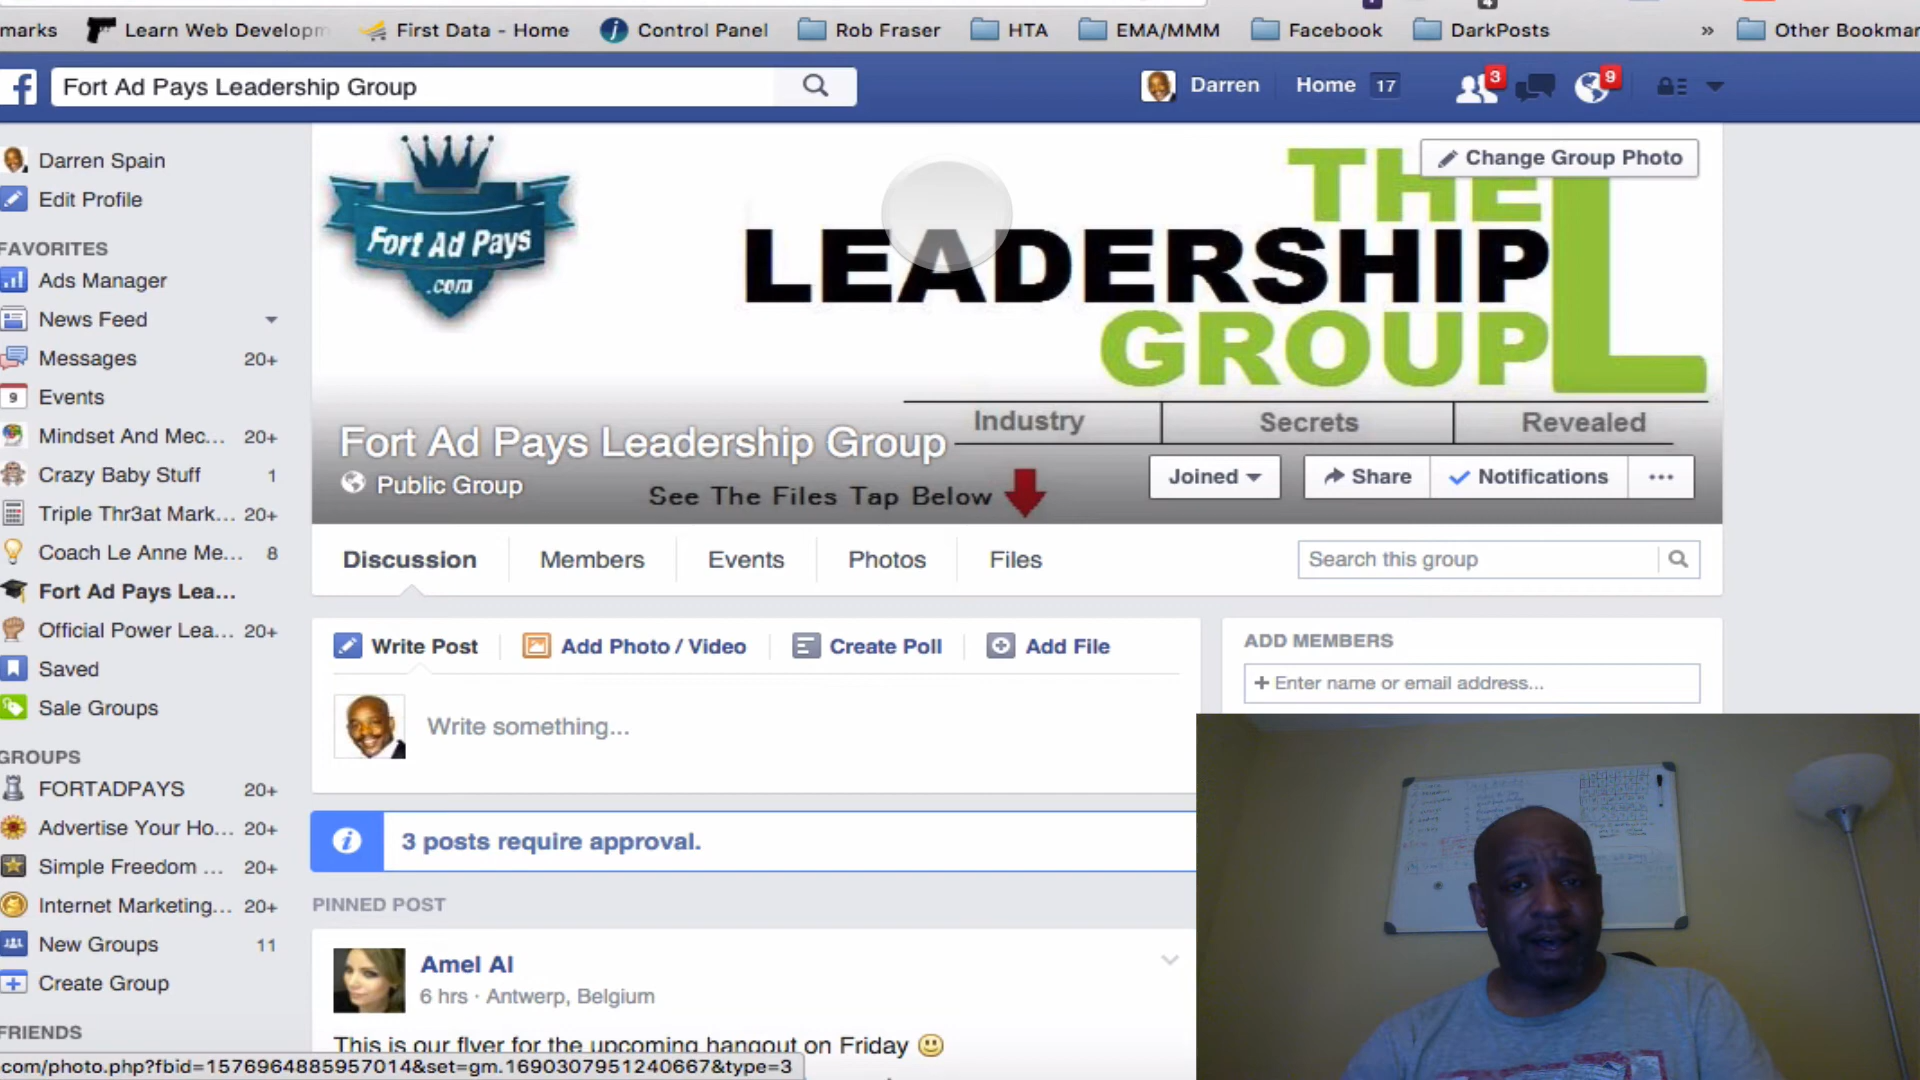 marks
Learn Web Developm
First Data - Home
Control Panel
Rob Fraser
HTA
EMA/MMM
Facebook
DarkPosts
»
Other Bookmar
Fort Ad Pays Leadership Group
Darren
Home 17
3
9
Darren Spain
Edit Profile
FAVORITES
Ads Manager
News Feed
Messages 20+
9 Events
Mindset And Mec... 20+
Crazy Baby Stuff 1
Triple Thr3at Mark... 20+
Coach Le Anne Me... 8
Fort Ad Pays Lea...
Official Power Lea... 20+
Saved
Sale Groups
GROUPS
FORTADPAYS 20+
Advertise Your Ho... 20+
Simple Freedom ... 20+
Internet Marketing... 20+
New Groups 11
Create Group
FRIENDS
com/photo.php?fbid=1576964885957014&set=gm.1690307951240667&type=3
Fort Ad Pays
.com
Change Group Photo
THE
LEADERSHIP
GROUP
L
Industry
Secrets
Revealed
Fort Ad Pays Leadership Group
Public Group
See The Files Tap Below
Joined
Share
Notifications
...
Discussion
Members
Events
Photos
Files
Search this group
Write Post
Add Photo / Video
Create Poll
Add File
Write something...
ADD MEMBERS
+ Enter name or email address...
3 posts require approval.
PINNED POST
Amel Al
6 hrs · Antwerp, Belgium
This is our flyer for the upcoming hangout on Friday